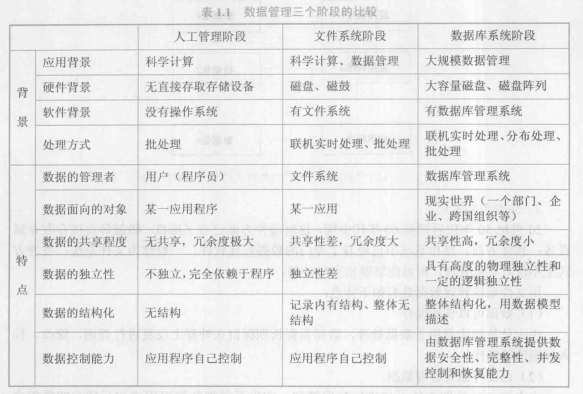 表 1.1 数据管理三个阶段的比较
人工管理阶段 文件系统阶段 数据库系统阶段
背景
应用背景 科学计算 科学计算、数据管理 大规模数据管理
硬件背景 无直接存取存储设备 磁盘、磁鼓 大容量磁盘、磁盘阵列
软件背景 没有操作系统 有文件系统 有数据库管理系统
处理方式 批处理 联机实时处理、批处理 联机实时处理、分布处理、
批处理
特点
数据的管理者 用户（程序员） 文件系统 数据库管理系统
数据面向的对象 某一应用程序 某一应用 现实世界（一个部门、企
业、跨国组织等）
数据的共享程度 无共享，冗余度极大 共享性差，冗余度大 共享性高，冗余度小
数据的独立性 不独立，完全依赖于程序 独立性差 具有高度的物理独立性和
一定的逻辑独立性
数据的结构化 无结构 记录内有结构、整体无
结构 整体结构化，用数据模型
描述
数据控制能力 应用程序自己控制 应用程序自己控制 由数据库管理系统提供数
据安全性、完整性、并发
控制和恢复能力